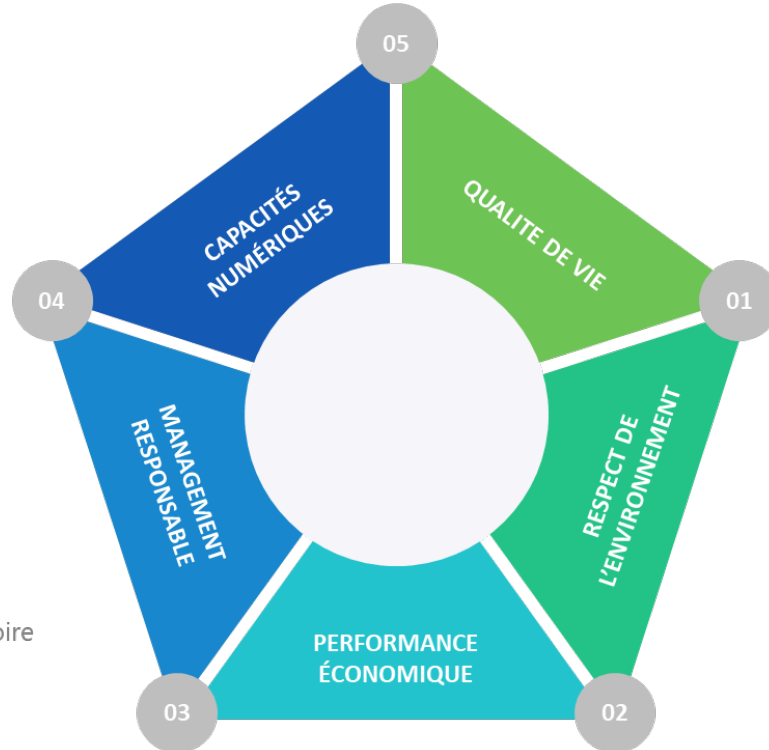 05
CAPACITÉS
NUMÉRIQUES
QUALITE DE VIE
04
01
MANAGEMENT
RESPONSABLE
RESPECT DE
L'ENVIRONNEMENT
PERFORMANCE
ÉCONOMIQUE
03
02